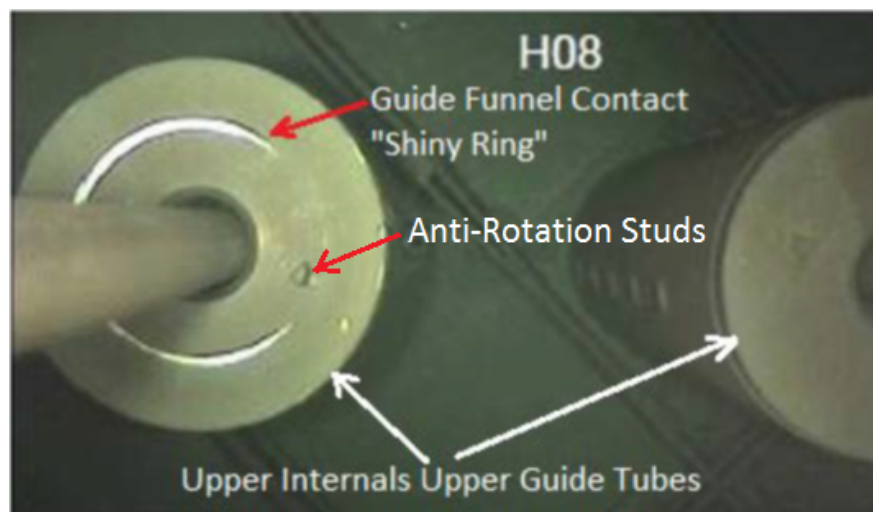 H08
Guide Funnel Contact
"Shiny Ring"
Anti-Rotation Studs
Upper Internals Upper Guide Tubes